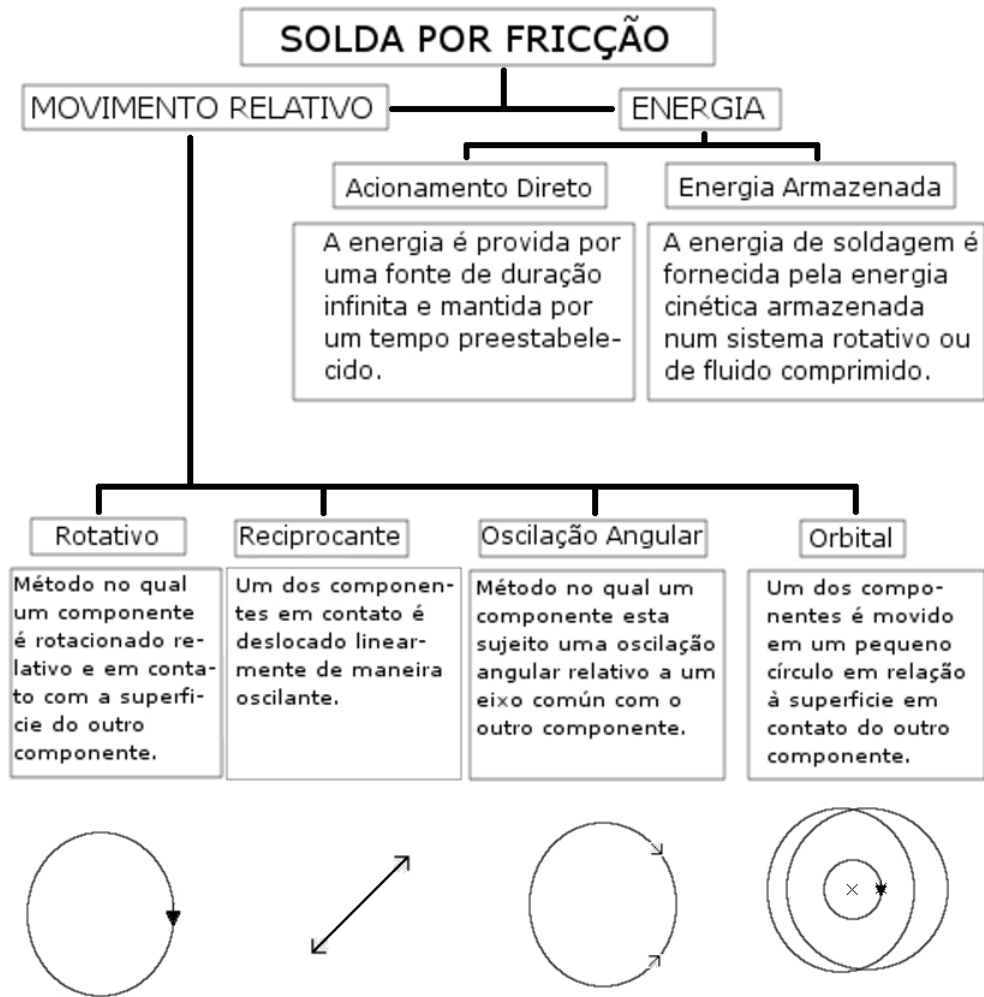 SOLDA POR FRICÇÃO
MOVIMENTO RELATIVO
ENERGIA
Acionamento Direto
A energia é provida por
uma fonte de duração
infinita e mantida por
um tempo preestabele-
cido.
Energia Armazenada
A energia de soldagem é
fornecida pela energia
cinética armazenada
num sistema rotativo ou
de fluido comprimido.
Rotativo
Método no qual
um componente
é rotacionado re-
lativo e em conta-
to com a superfi-
cie do outro
componente.
Reciprocante
Um dos componen-
tes em contato é
deslocado linear-
mente de maneira
oscilante.
Oscilação Angular
Método no qual um
componente esta
sujeito uma oscilação
angular relativo a um
eixo común com o
outro componente.
Orbital
Um dos compo-
nentes é movido
em um pequeno
círculo em relação
à superficie em
contato do outro
componente.